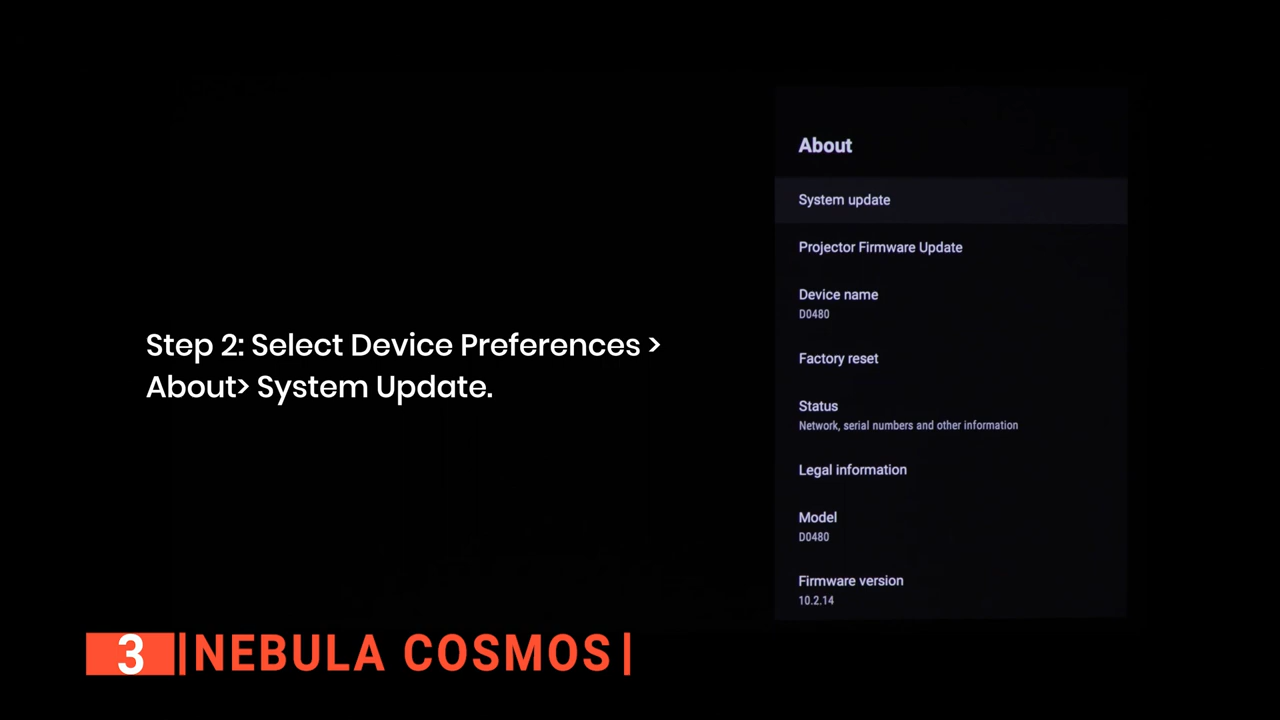 About
System update
Projector Firmware Update
Device name
D0480
Factory reset
Status
Network, serial numbers and other information
Legal information
Model
D0480
Firmware version
10.2.14
Step 2: Select Device Preferences >
About> System Update.
3 NEBULA COSMOS